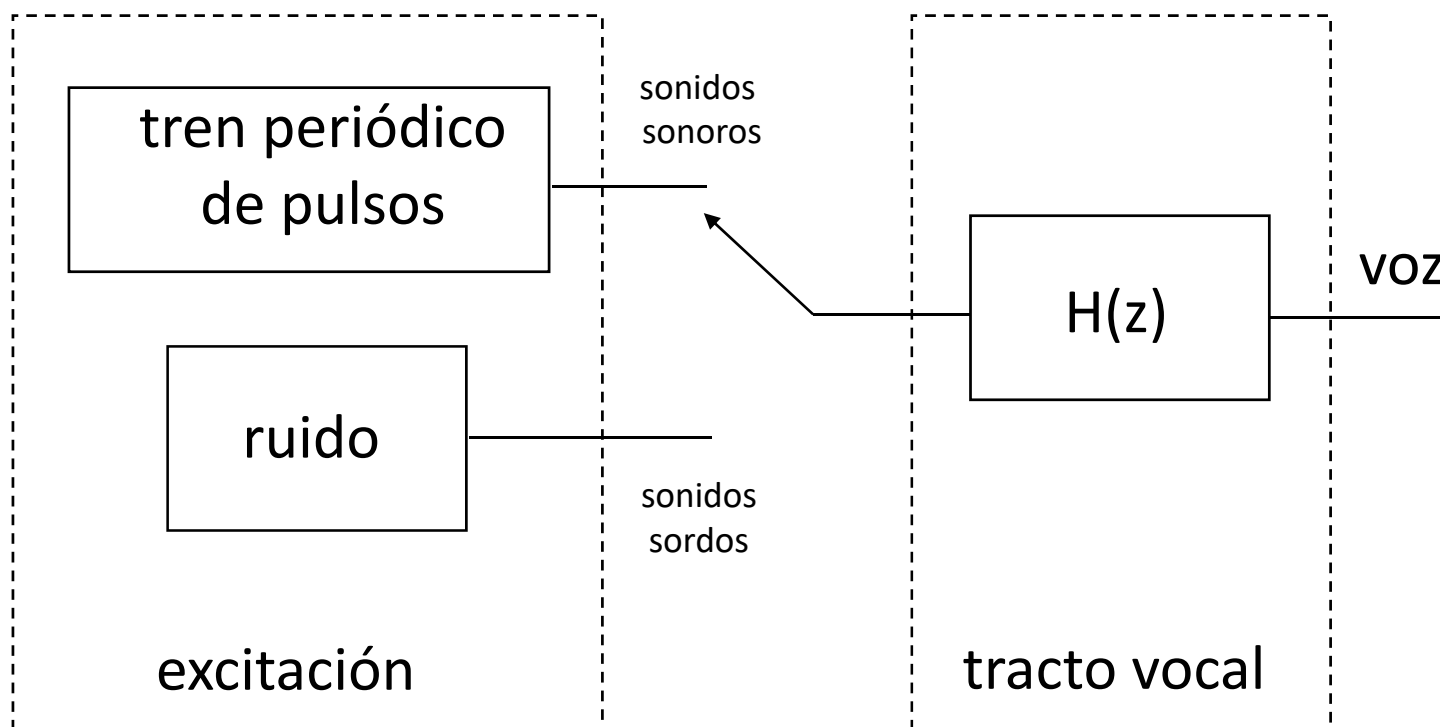 tren periódico
de pulsos
sonidos
sonoros
H(z)
voz
ruido
sonidos
sordos
excitación
tracto vocal